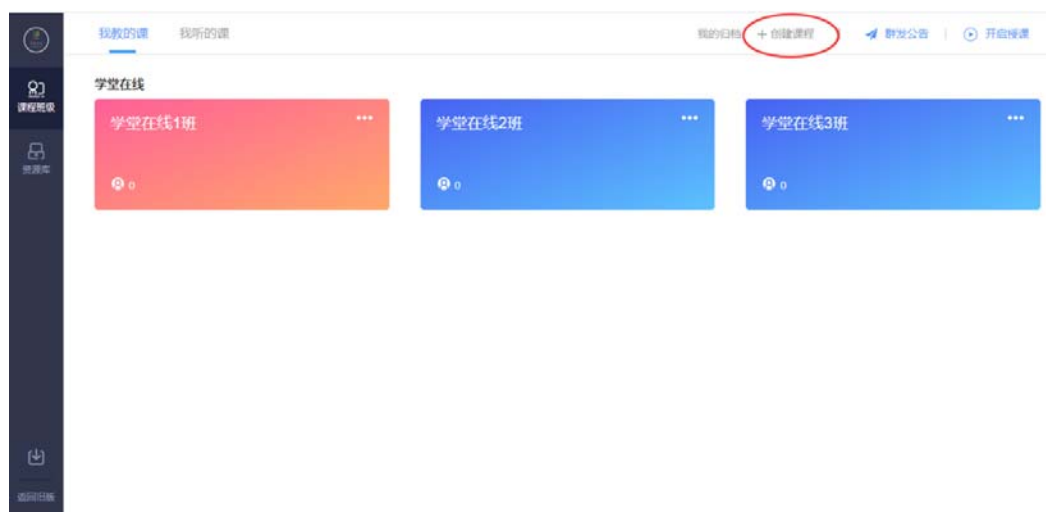 我教的课 我听的课 我的归档 + 创建课程 群发公告 开启授课
学堂在线
课程班级
学堂在线1班 ••• 学堂在线2班 ••• 学堂在线3班 •••
资源库
0 0 0
返回旧版